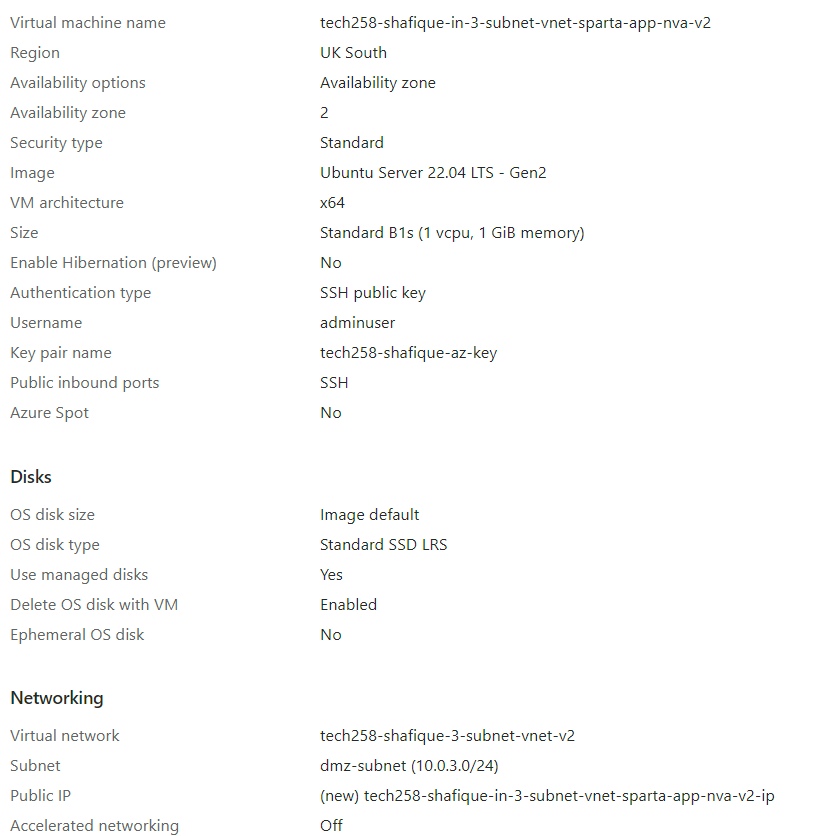 Virtual machine name tech258-shafique-in-3-subnet-vnet-sparta-app-nva-v2
Region UK South
Availability options Availability zone
Availability zone 2
Security type Standard
Image Ubuntu Server 22.04 LTS - Gen2
VM architecture x64
Size Standard B1s (1 vcpu, 1 GiB memory)
Enable Hibernation (preview) No
Authentication type SSH public key
Username adminuser
Key pair name tech258-shafique-az-key
Public inbound ports SSH
Azure Spot No
Disks
OS disk size Image default
OS disk type Standard SSD LRS
Use managed disks Yes
Delete OS disk with VM Enabled
Ephemeral OS disk No
Networking
Virtual network tech258-shafique-3-subnet-vnet-v2
Subnet dmz-subnet (10.0.3.0/24)
Public IP (new) tech258-shafique-in-3-subnet-vnet-sparta-app-nva-v2-ip
Accelerated networking Off